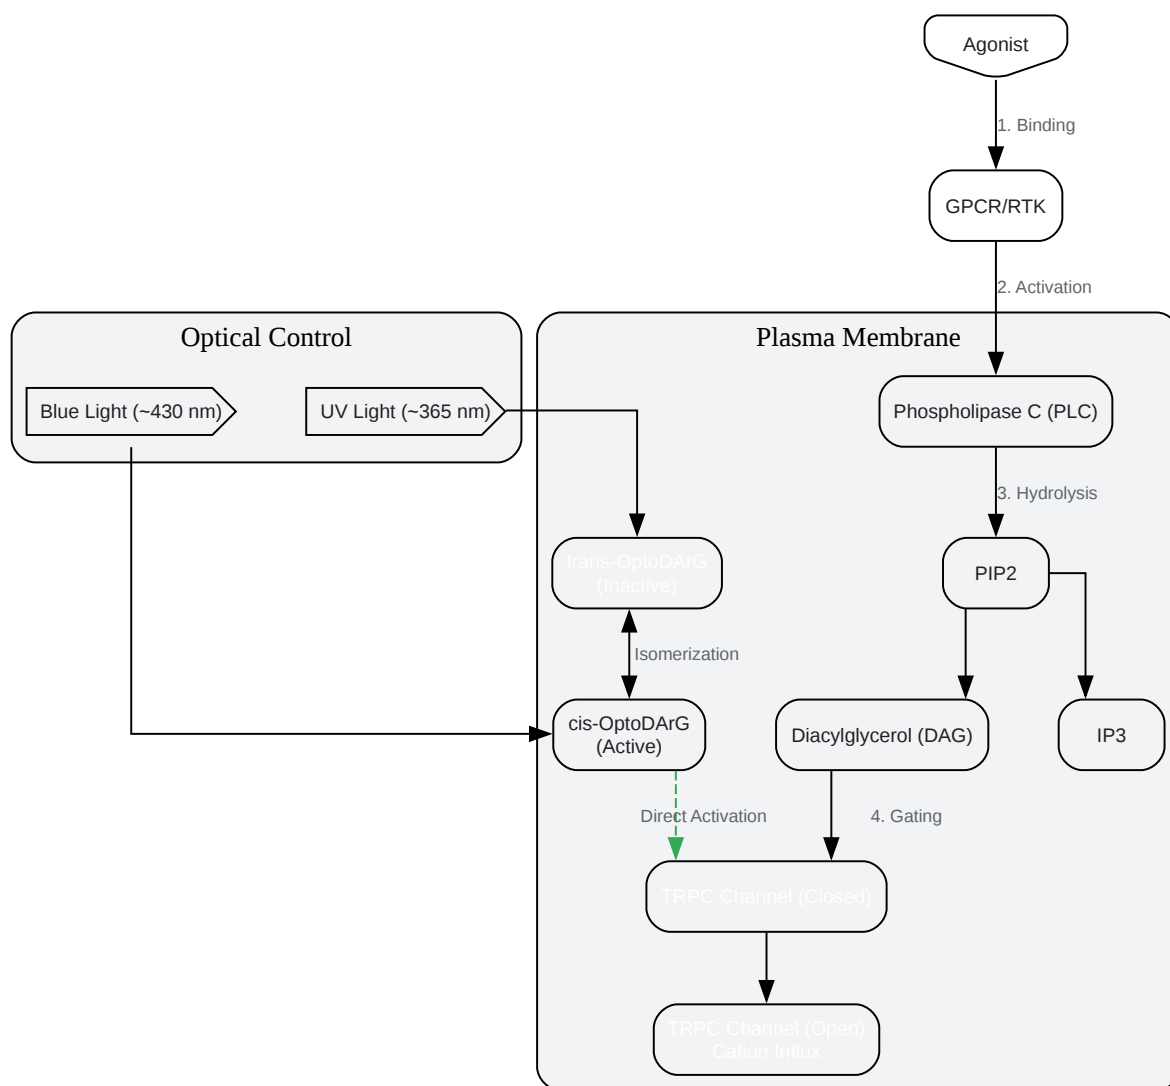 Agonist
1. Binding
GPCR/RTK
2. Activation
Optical Control
Plasma Membrane
Blue Light (~430 nm)
UV Light (~365 nm)
Phospholipase C (PLC)
3. Hydrolysis
trans-OptoDArG
(Inactive)
PIP2
Isomerization
cis-OptoDArG
(Active)
Diacylglycerol (DAG)
IP3
Direct Activation
4. Gating
TRPC Channel (Closed)
TRPC Channel (Open)
Cation Influx